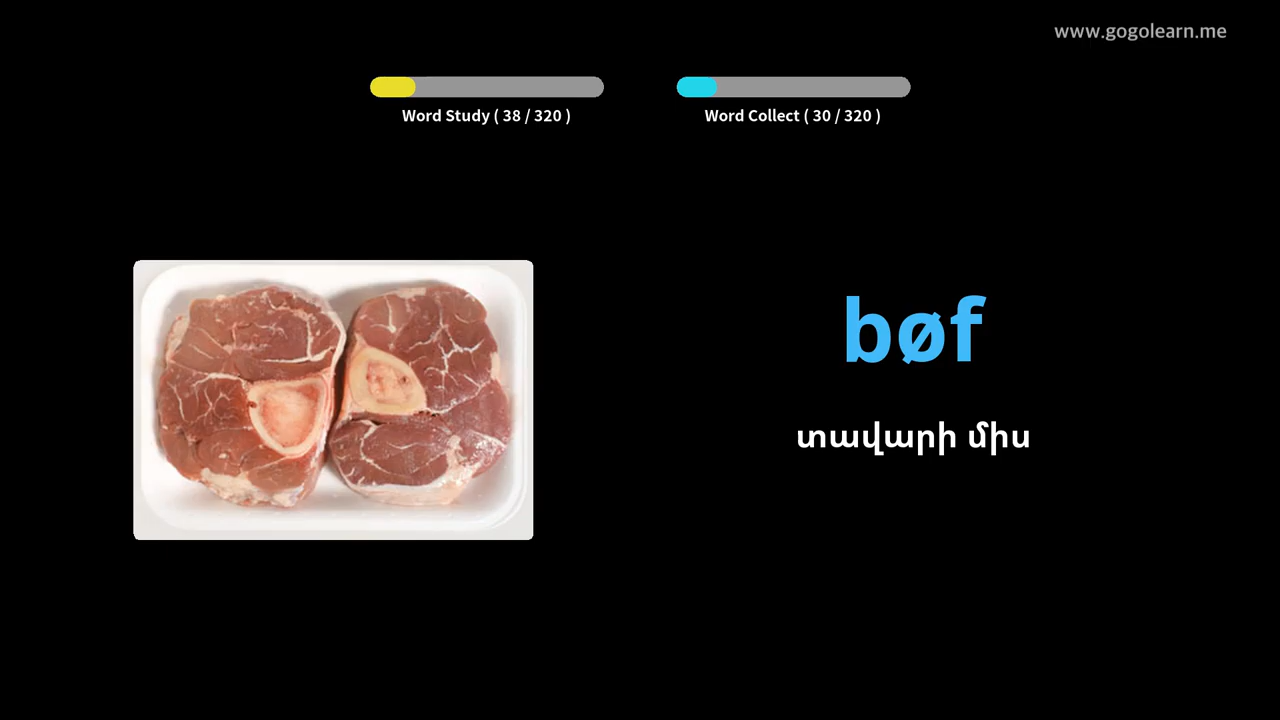 www.gogolearn.me
Word Study ( 38 / 320 )
Word Collect ( 30 / 320 )
bøf
տավարի միս